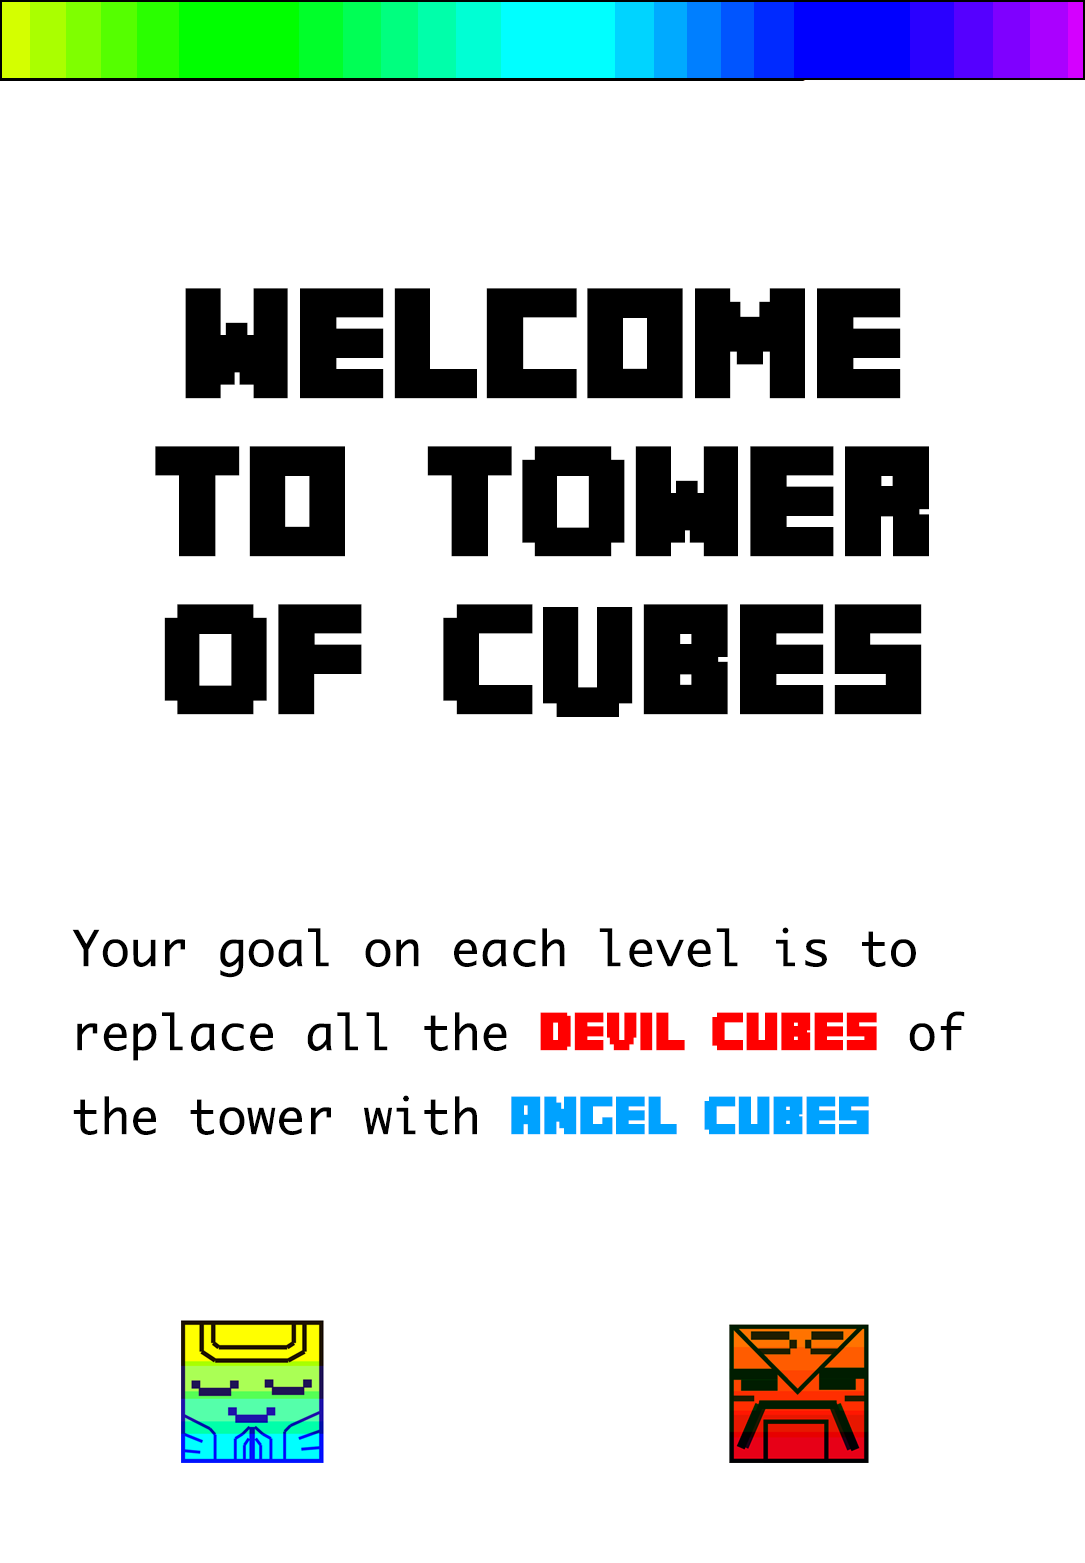 WELCOME
TO TOWER
OF CUBES
Your goal on each level is to
replace all the DEVIL CUBES of
the tower with ANGEL CUBES